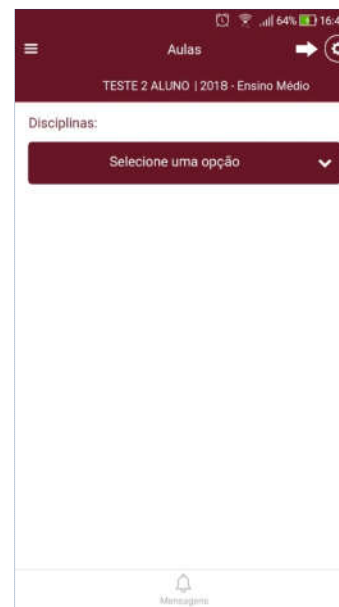 64% 16:4
Aulas
TESTE 2 ALUNO | 2018 - Ensino Médio
Disciplinas:
Selecione uma opção
Mensagens